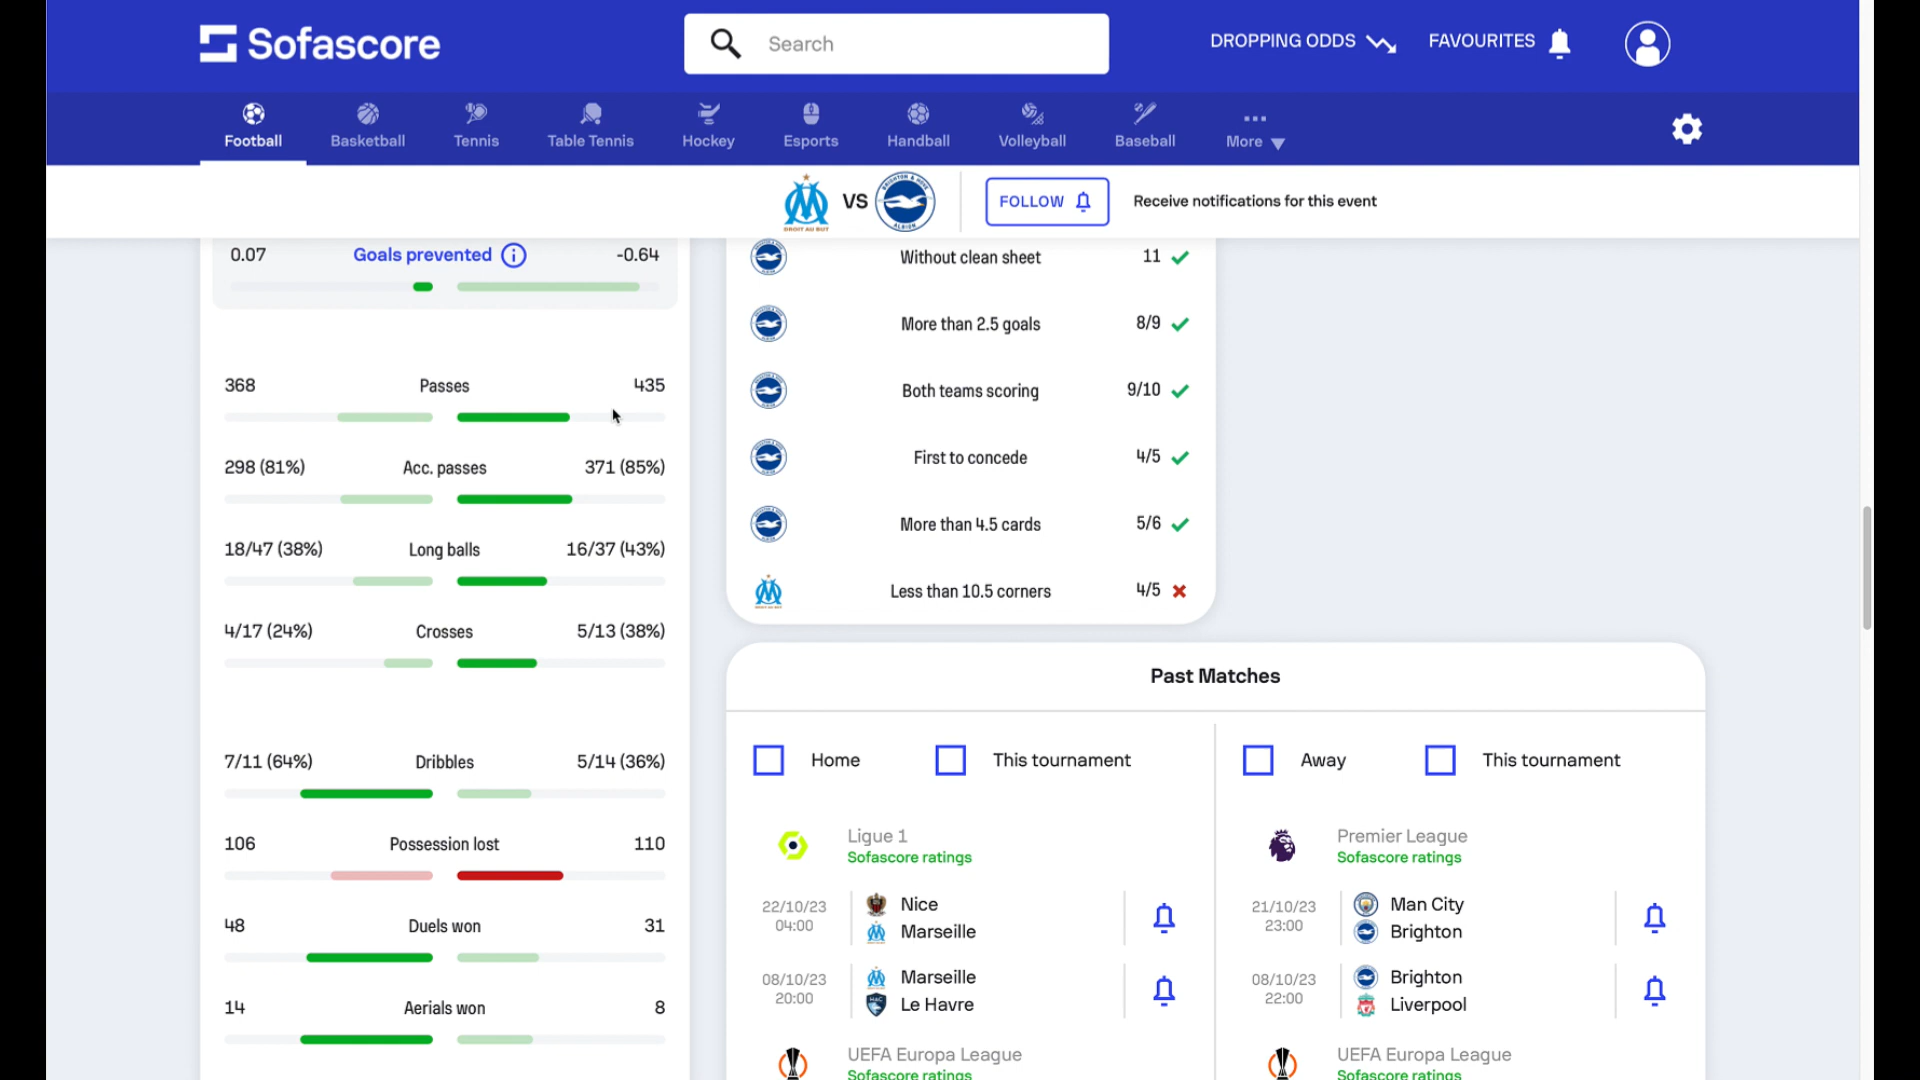 Sofascore
Search
DROPPING ODDS
FAVOURITES
Football
Basketball
Tennis
Table Tennis
Hockey
Esports
Handball
Volleyball
Baseball
More
DROIT AU BUT
VS
BRIGHTON & HOVE
ALBION
FOLLOW
Receive notifications for this event
0.07 Goals prevented -0.64
368 Passes 435
298 (81%) Acc. passes 371 (85%)
18/47 (38%) Long balls 16/37 (43%)
4/17 (24%) Crosses 5/13 (38%)
7/11 (64%) Dribbles 5/14 (36%)
106 Possession lost 110
48 Duels won 31
14 Aerials won 8
Without clean sheet 11
More than 2.5 goals 8/9
Both teams scoring 9/10
First to concede 4/5
More than 4.5 cards 5/6
Less than 10.5 corners 4/5
Past Matches
Home
This tournament
Ligue 1
Sofascore ratings
22/10/23
04:00
Nice
Marseille
08/10/23
20:00
Marseille
Le Havre
UEFA Europa League
Sofascore ratings
Away
This tournament
Premier League
Sofascore ratings
21/10/23
23:00
Man City
Brighton
08/10/23
22:00
Brighton
Liverpool
UEFA Europa League
Sofascore ratings